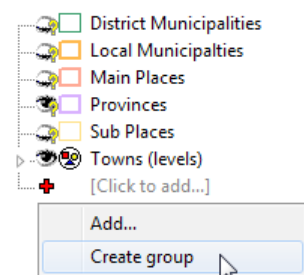 District Municipalities
Local Municipalties
Main Places
Provinces
Sub Places
Towns (levels)
[Click to add...]
Add...
Create group